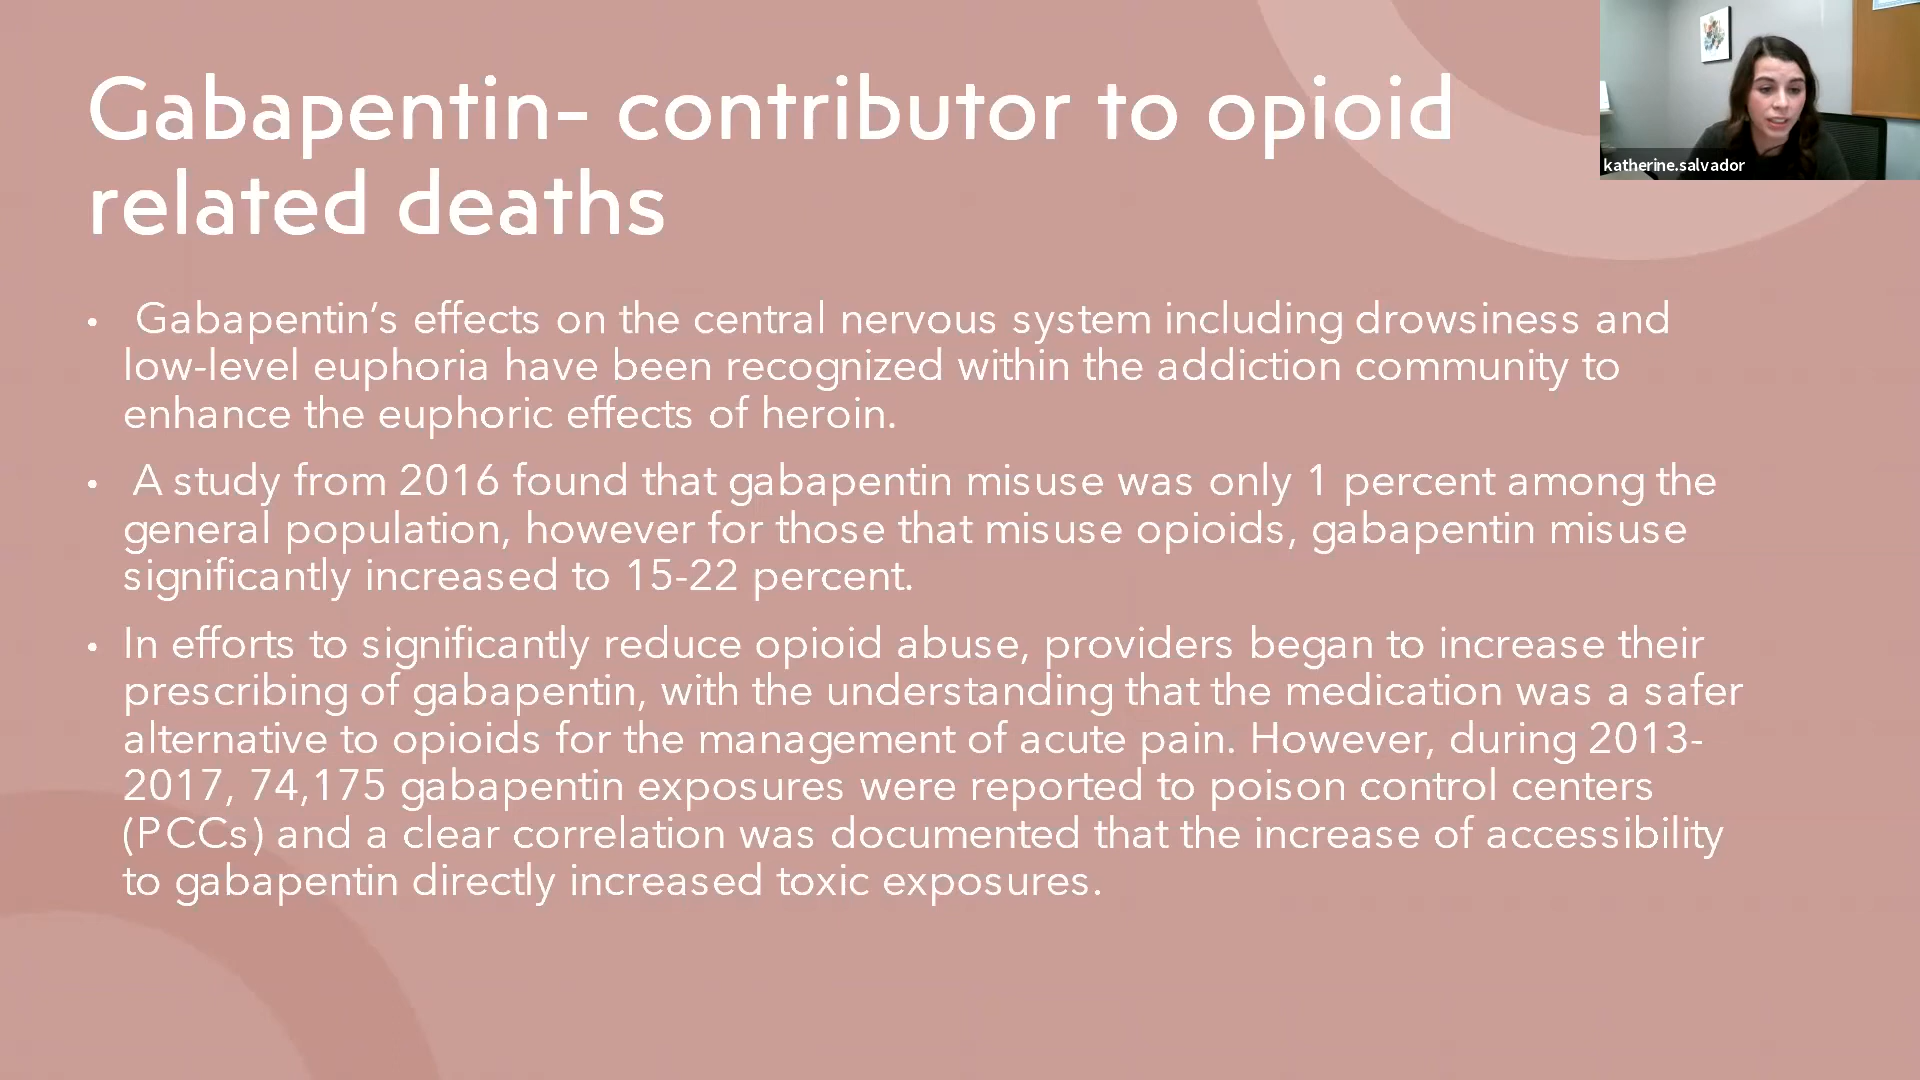 Gabapentin- contributor to opioid
related deaths
katherine.salvador
• Gabapentin’s effects on the central nervous system including drowsiness and
low-level euphoria have been recognized within the addiction community to
enhance the euphoric effects of heroin.
• A study from 2016 found that gabapentin misuse was only 1 percent among the
general population, however for those that misuse opioids, gabapentin misuse
significantly increased to 15-22 percent.
• In efforts to significantly reduce opioid abuse, providers began to increase their
prescribing of gabapentin, with the understanding that the medication was a safer
alternative to opioids for the management of acute pain. However, during 2013-
2017, 74,175 gabapentin exposures were reported to poison control centers
(PCCs) and a clear correlation was documented that the increase of accessibility
to gabapentin directly increased toxic exposures.